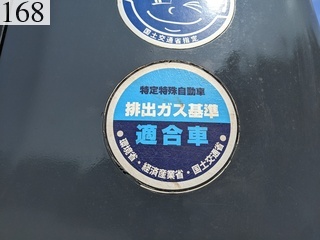 168
国土交通省指定
特定特殊自動車
排出ガス基準
適合車
環境省・経済産業省・国土交通省